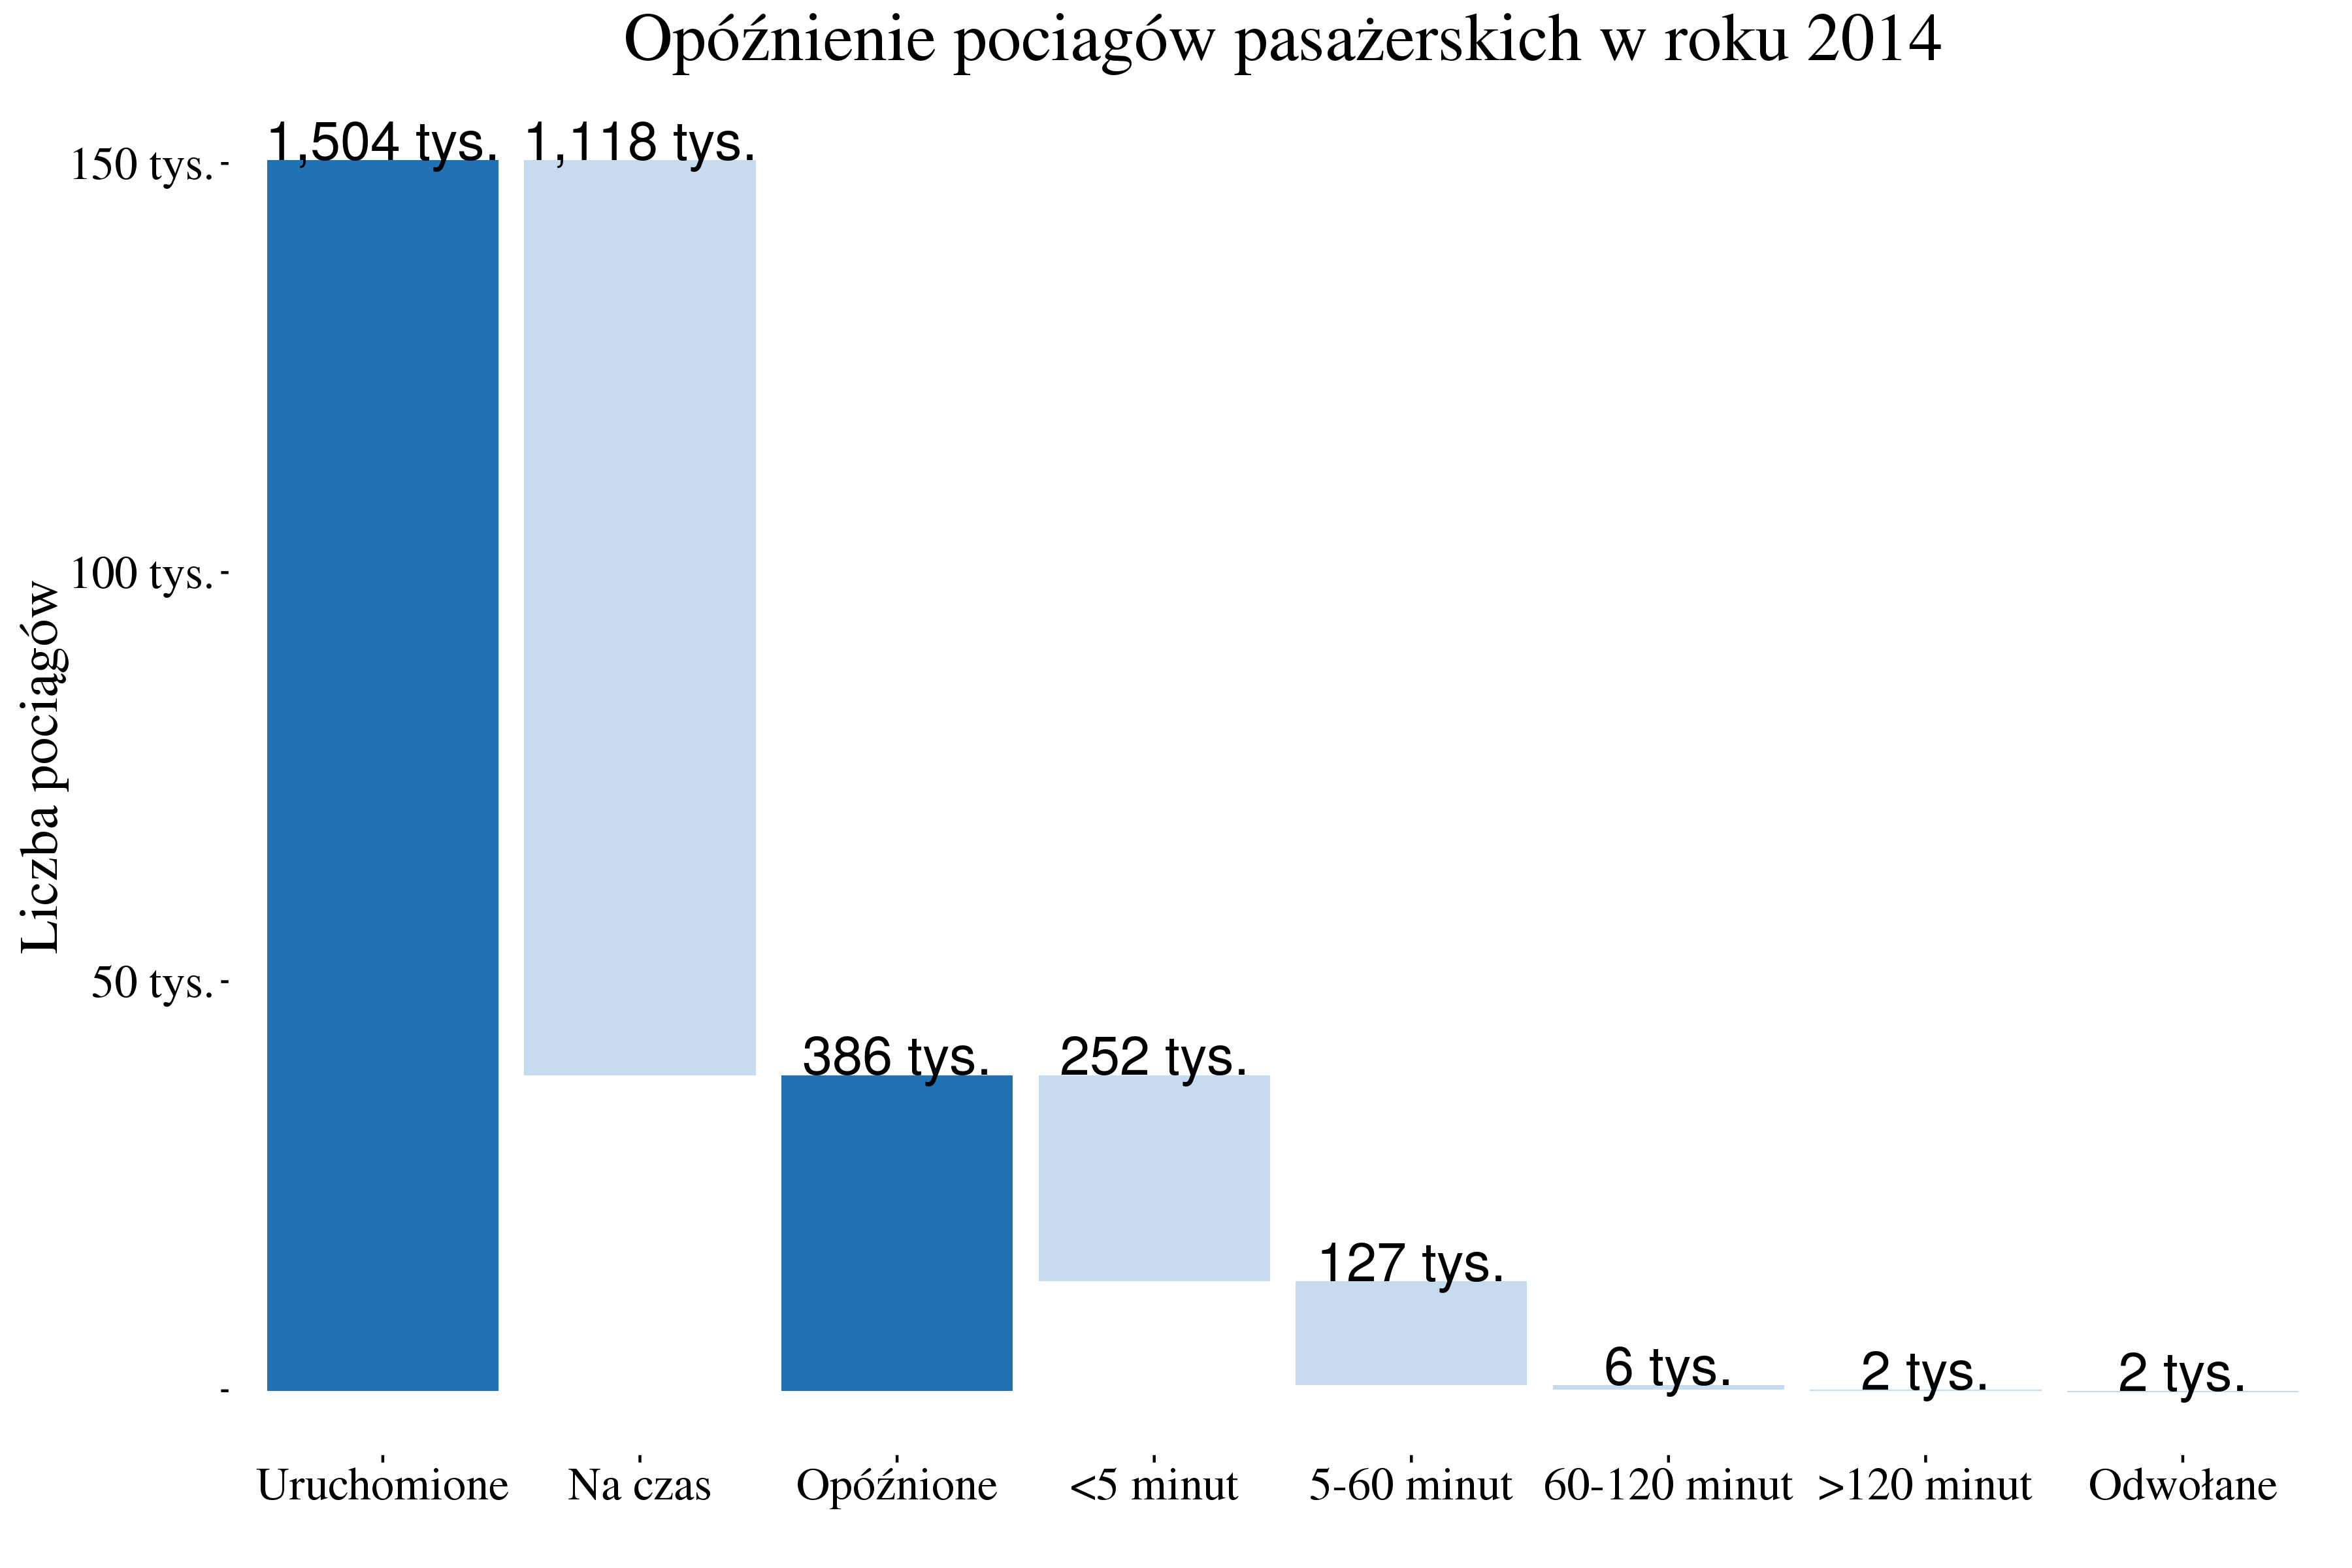 Opóźnienie pociągów pasażerskich w roku 2014
1,504 tys. 1,118 tys.
150 tys.
100 tys.
Liczba pociągów
50 tys.
386 tys. 252 tys.
127 tys.
6 tys. 2 tys. 2 tys.
Uruchomione Na czas Opóźnione <5 minut 5-60 minut 60-120 minut >120 minut Odwołane